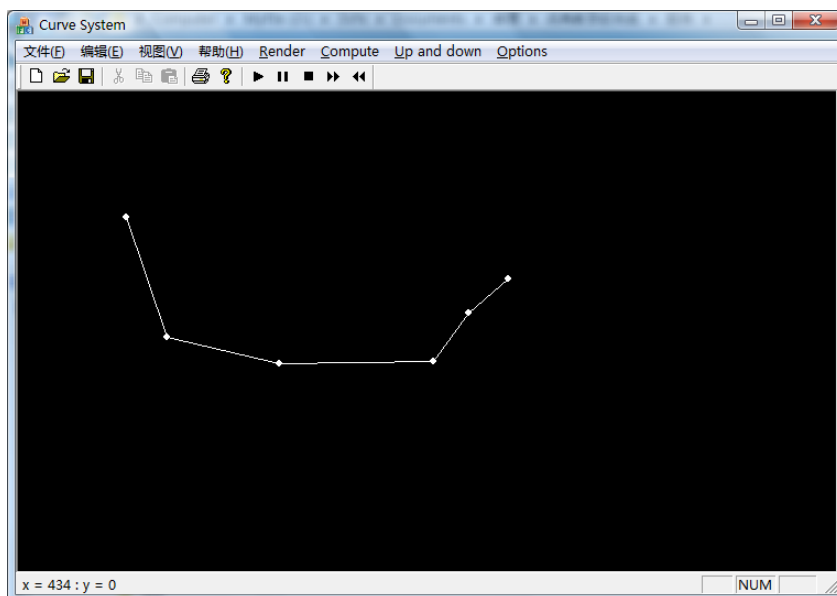 Curve System
文件(F) 编辑(E) 视图(V) 帮助(H) Render Compute Up and down Options
x = 434 : y = 0 NUM